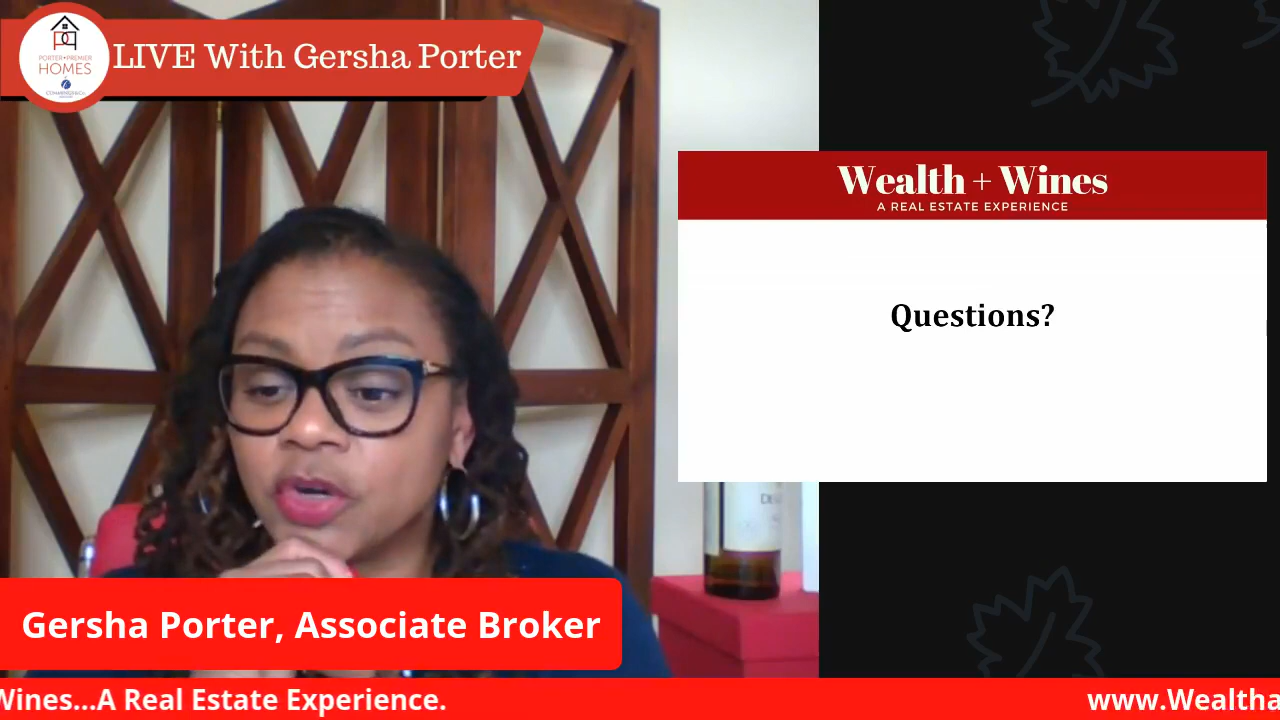 PORTER+PREMIER
HOMES
LIVE With Gersha Porter
Wealth + Wines
A REAL ESTATE EXPERIENCE
Questions?
Gersha Porter, Associate Broker
Wines...A Real Estate Experience.
www.Wealtha